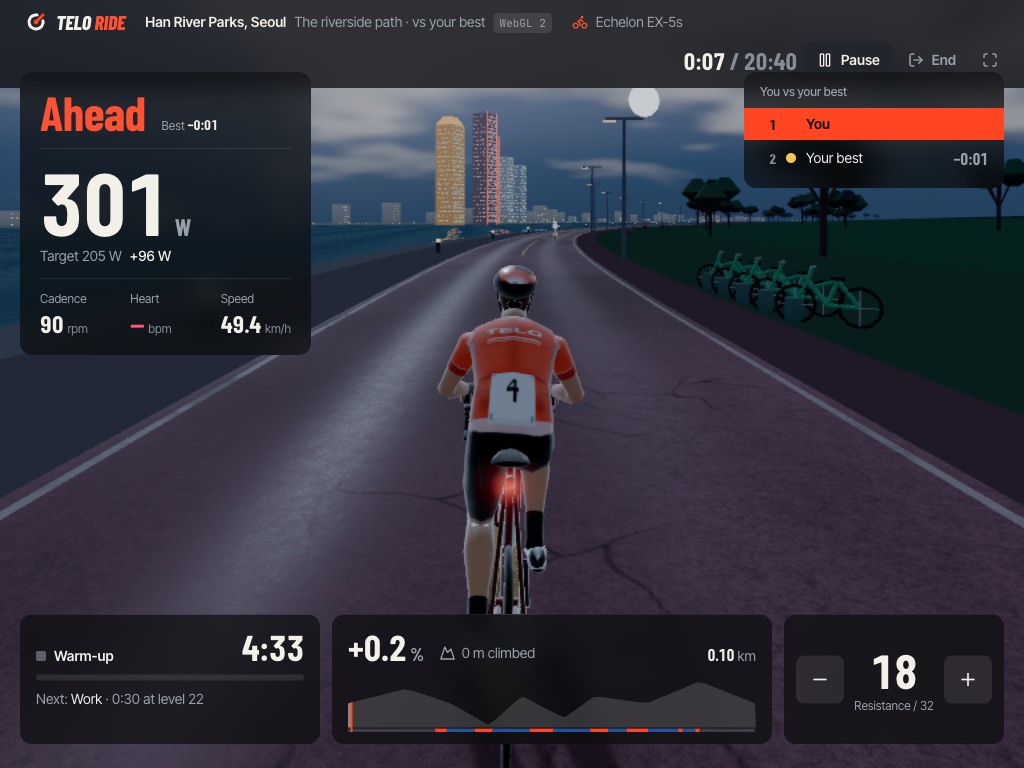 TELO RIDE Han River Parks, Seoul The riverside path · vs your best WebGL 2 Echelon EX-5s
0:07 / 20:40 Pause End
Ahead Best −0:01
301 W
Target 205 W +96 W
Cadence Heart Speed
90 rpm — bpm 49.4 km/h
You vs your best
1 You
2 Your best −0:01
TELO
4
Warm-up 4:33
Next: Work · 0:30 at level 22
+0.2 % 0 m climbed 0.10 km
− 18 +
Resistance / 32